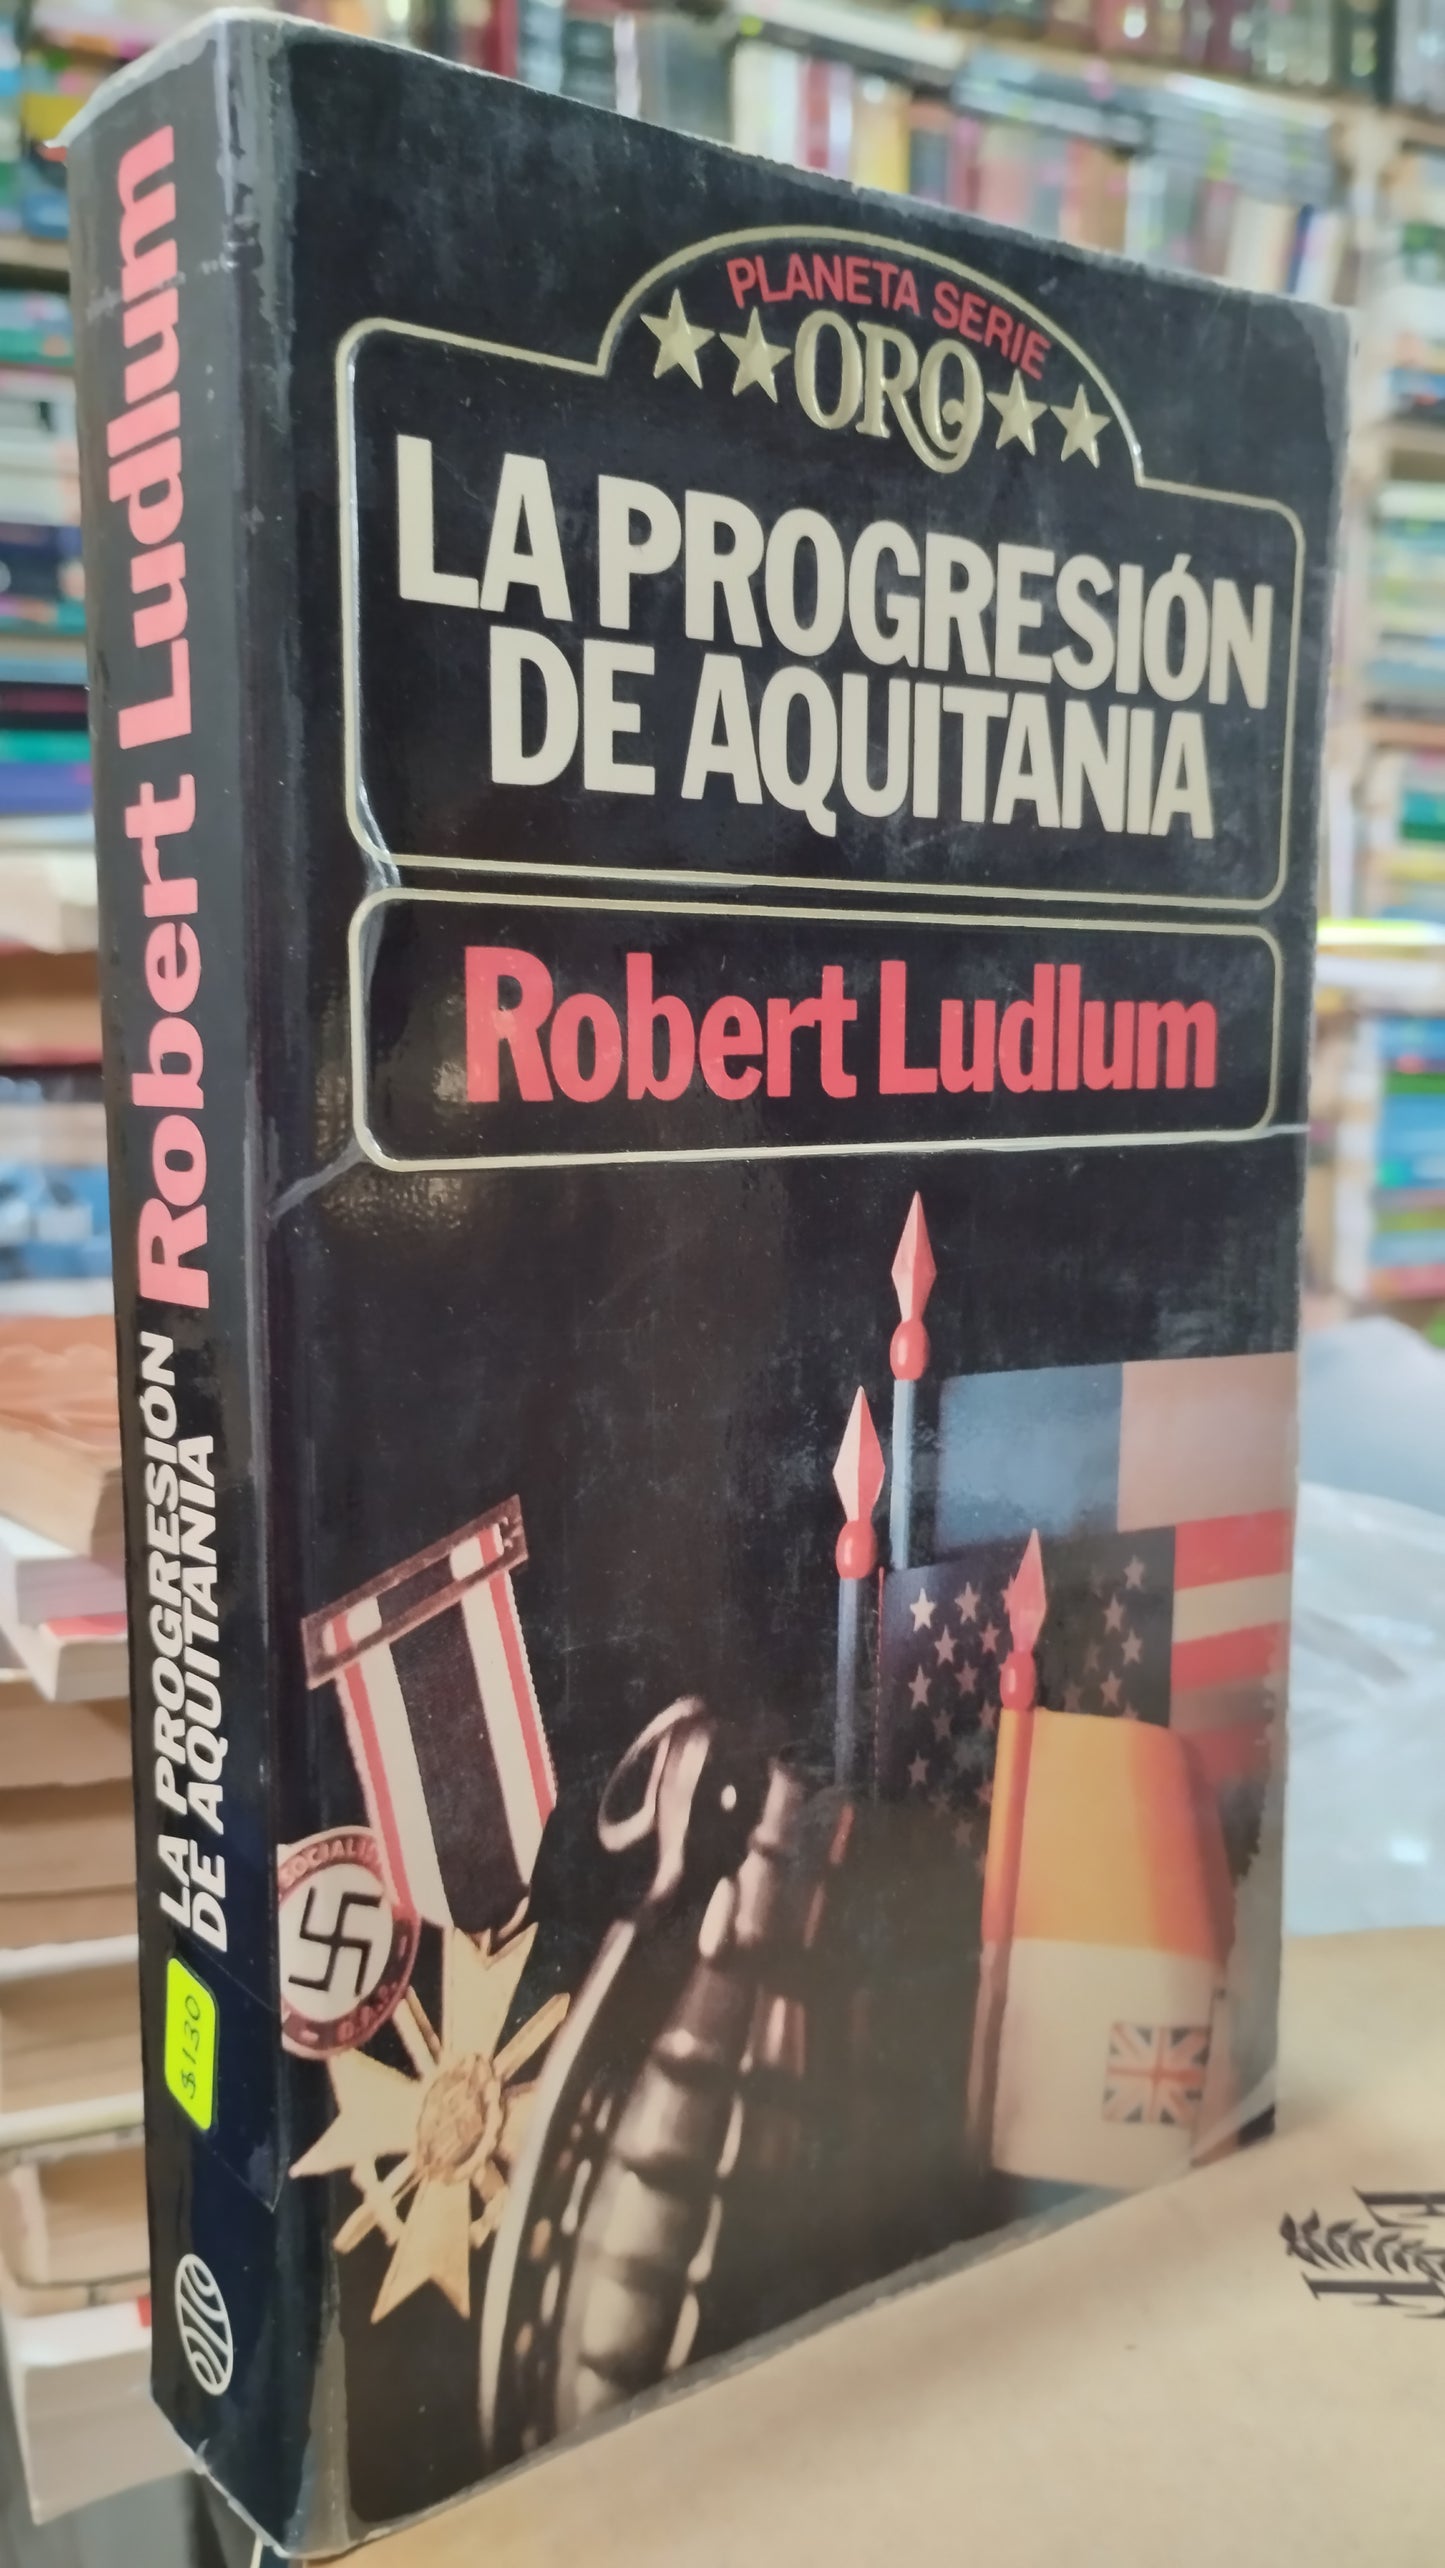 PLANETA SERIE
ORO
LA PROGRESIÓN
DE AQUITANIA
Robert Ludlum
Robert Ludlum
LA PROGRESIÓN
DE AQUITANIA
$130